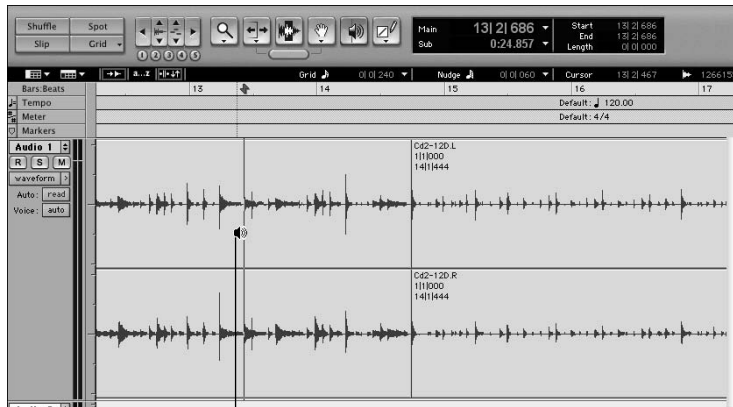 Shuffle Spot
Slip Grid
1 2 3 4 5
Main 13| 2| 686
Sub 0:24.857
Start 13| 2| 686
End 13| 2| 686
Length 0| 0| 000
a...z
Grid 0| 0| 240
Nudge 0| 0| 060
Cursor 13| 2| 467
126615
Bars:Beats 13 14 15 16 17
Tempo Default: 120.00
Meter Default: 4/4
Markers
Audio 1
R S M
waveform
Auto: read
Voice: auto
Cd2-12D.L
1|1|000
14|1|444
Cd2-12D.R
1|1|000
14|1|444